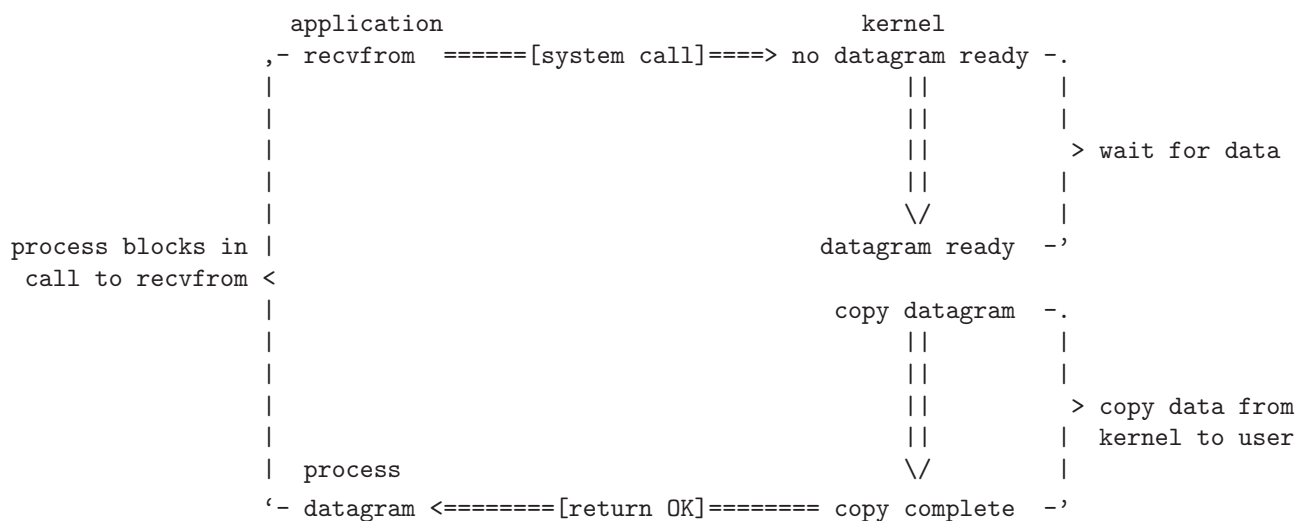 application kernel
,- recvfrom ======[system call]====> no datagram ready -.
| || |
| || |
| || > wait for data
| || |
| \/ |
process blocks in | datagram ready -’
call to recvfrom <
| copy datagram -.
| || |
| || |
| || > copy data from
| || | kernel to user
| process \/ |
‘- datagram <========[return OK]======== copy complete -’